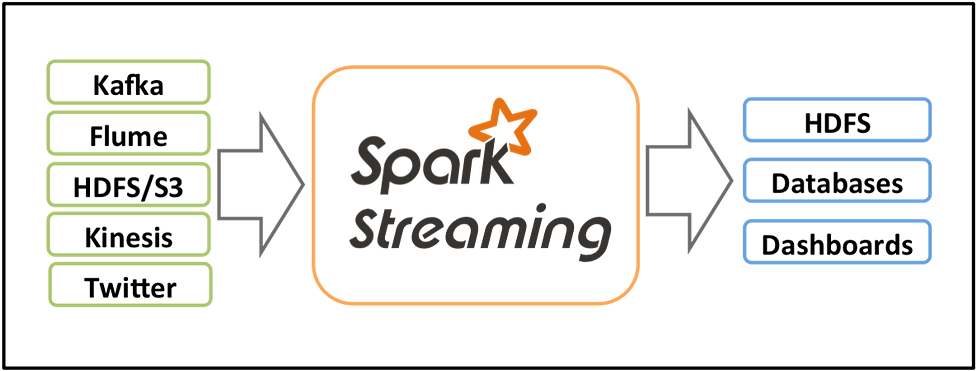 Kafka
Flume
HDFS/S3
Kinesis
Twitter
Spark
Streaming
HDFS
Databases
Dashboards